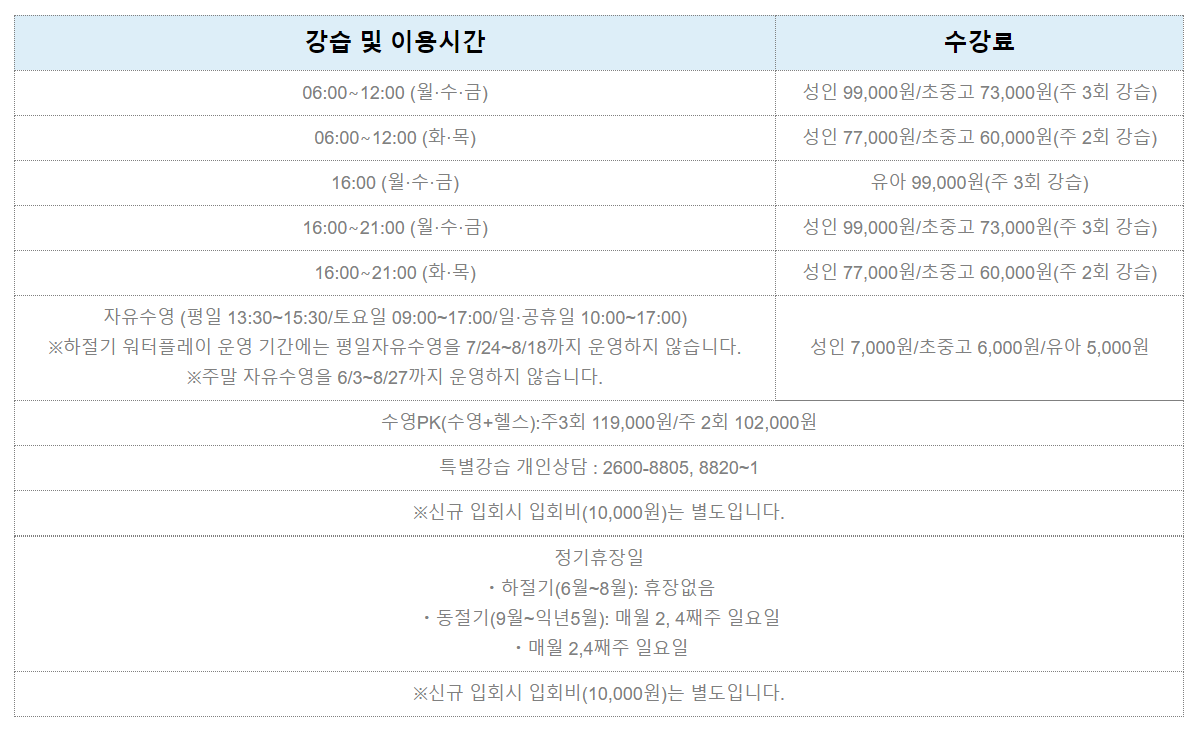 강습 및 이용시간 수강료
06:00~12:00 (월·수·금) 성인 99,000원/초중고 73,000원(주 3회 강습)
06:00~12:00 (화·목) 성인 77,000원/초중고 60,000원(주 2회 강습)
16:00 (월·수·금) 유아 99,000원(주 3회 강습)
16:00~21:00 (월·수·금) 성인 99,000원/초중고 73,000원(주 3회 강습)
16:00~21:00 (화·목) 성인 77,000원/초중고 60,000원(주 2회 강습)
자유수영 (평일 13:30~15:30/토요일 09:00~17:00/일·공휴일 10:00~17:00)
※하절기 워터플레이 운영 기간에는 평일자유수영을 7/24~8/18까지 운영하지 않습니다.
※주말 자유수영을 6/3~8/27까지 운영하지 않습니다.
성인 7,000원/초중고 6,000원/유아 5,000원
수영PK(수영+헬스):주3회 119,000원/주 2회 102,000원
특별강습 개인상담 : 2600-8805, 8820~1
※신규 입회시 입회비(10,000원)는 별도입니다.
정기휴장일
・하절기(6월~8월): 휴장없음
・동절기(9월~익년5월): 매월 2, 4째주 일요일
・매월 2,4째주 일요일
※신규 입회시 입회비(10,000원)는 별도입니다.